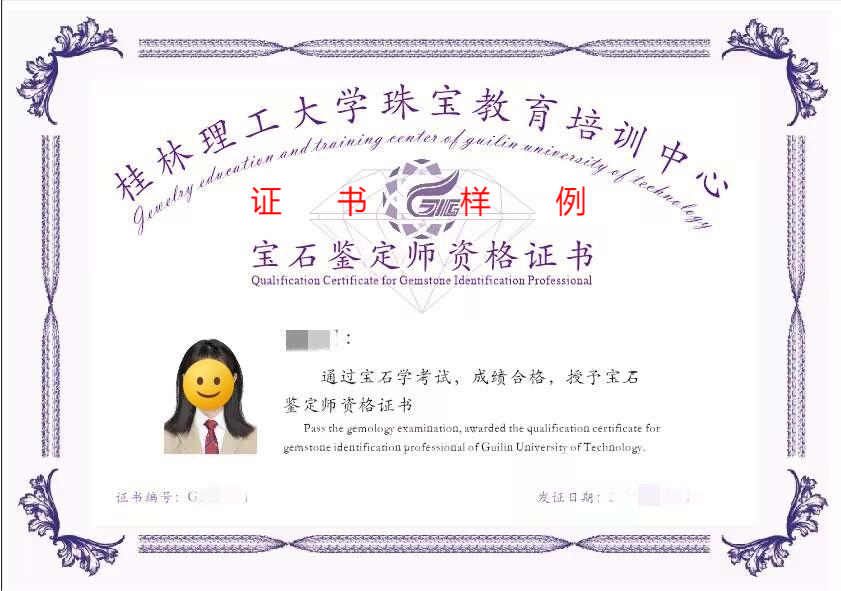 桂林理工大学珠宝教育培训中心
Jewelry education and training center of guilin university of technology
证书样例
GIG
宝石鉴定师资格证书
Qualification Certificate for Gemstone Identification Professional
：
通过宝石学考试，成绩合格，授予宝石
鉴定师资格证书
Pass the gemology examination, awarded the qualification certificate for
gemstone identification professional of Guilin University of Technology.
证书编号：G
发证日期：